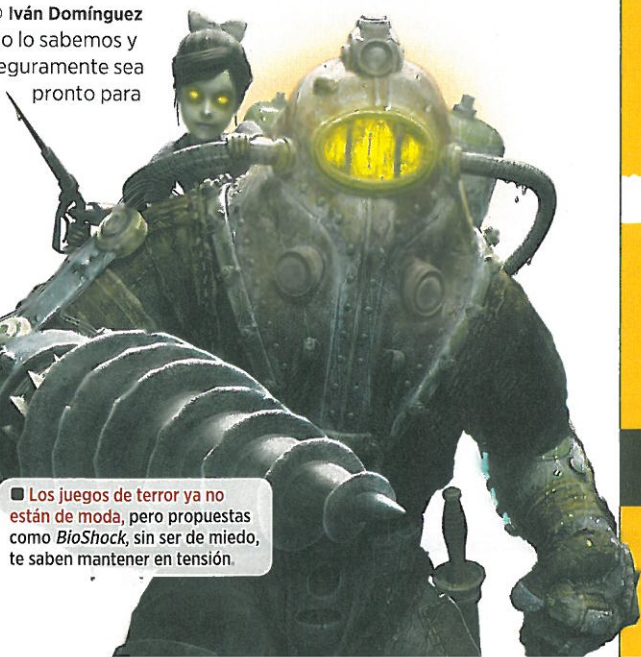 Iván Domínguez
o lo sabemos y
eguramente sea
pronto para
Los juegos de terror ya no
están de moda, pero propuestas
como BioShock, sin ser de miedo,
te saben mantener en tensión.